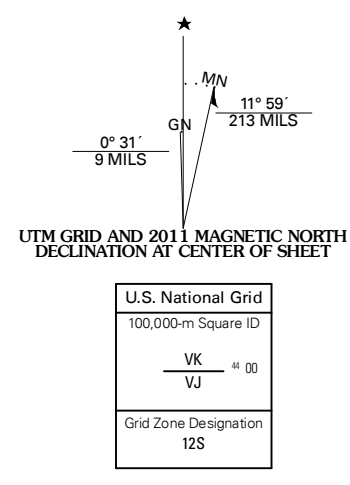 ★
MN
11° 59´
213 MILS
GN
0° 31´
9 MILS
UTM GRID AND 2011 MAGNETIC NORTH
DECLINATION AT CENTER OF SHEET
U.S. National Grid
100,000-m Square ID
VK
44 00
VJ
Grid Zone Designation
12S